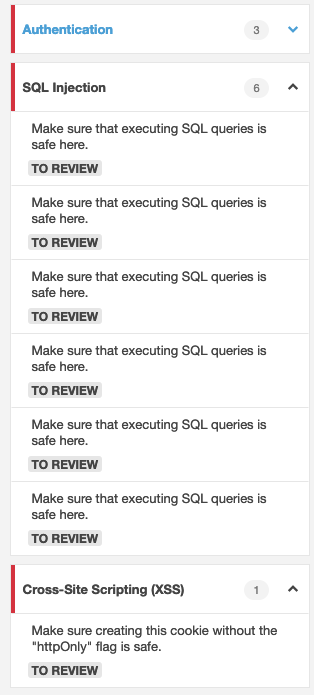 Authentication 3
SQL Injection 6
Make sure that executing SQL queries is
safe here.
TO REVIEW
Make sure that executing SQL queries is
safe here.
TO REVIEW
Make sure that executing SQL queries is
safe here.
TO REVIEW
Make sure that executing SQL queries is
safe here.
TO REVIEW
Make sure that executing SQL queries is
safe here.
TO REVIEW
Make sure that executing SQL queries is
safe here.
TO REVIEW
Cross-Site Scripting (XSS) 1
Make sure creating this cookie without the
"httpOnly" flag is safe.
TO REVIEW